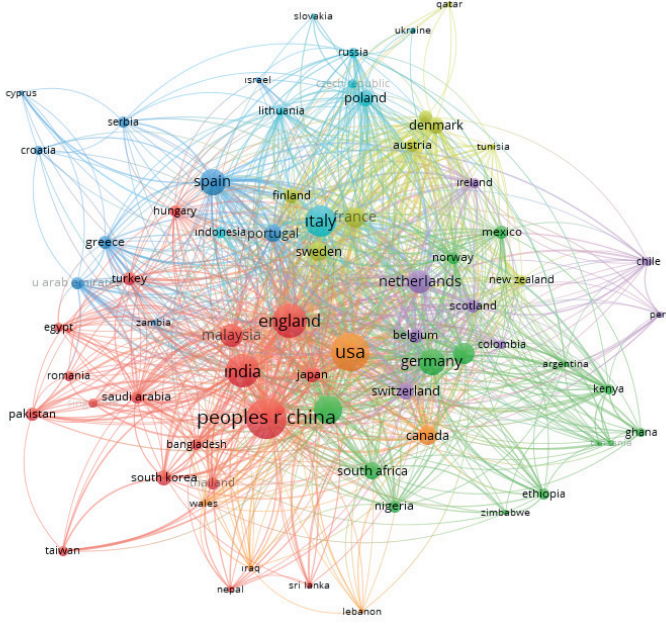 qatar
slovakia
ukraine
russia
israel
czech republic
cyprus
poland
lithuania
serbia
denmark
austria
croatia
tunisia
spain
ireland
finland
hungary
italy
france
indonesia
portugal
mexico
greece
sweden
norway
chile
turkey
new zealand
u arab emirates
netherlands
scotland
per
england
zambia
egypt
malaysia
belgium
colombia
usa
germany
argentina
romania
india
japan
switzerland
kenya
saudi arabia
pakistan
peoples r china
ghana
canada
bangladesh
south korea
thailand
south africa
ethiopia
wales
nigeria
zimbabwe
taiwan
iraq
nepal
sri lanka
lebanon